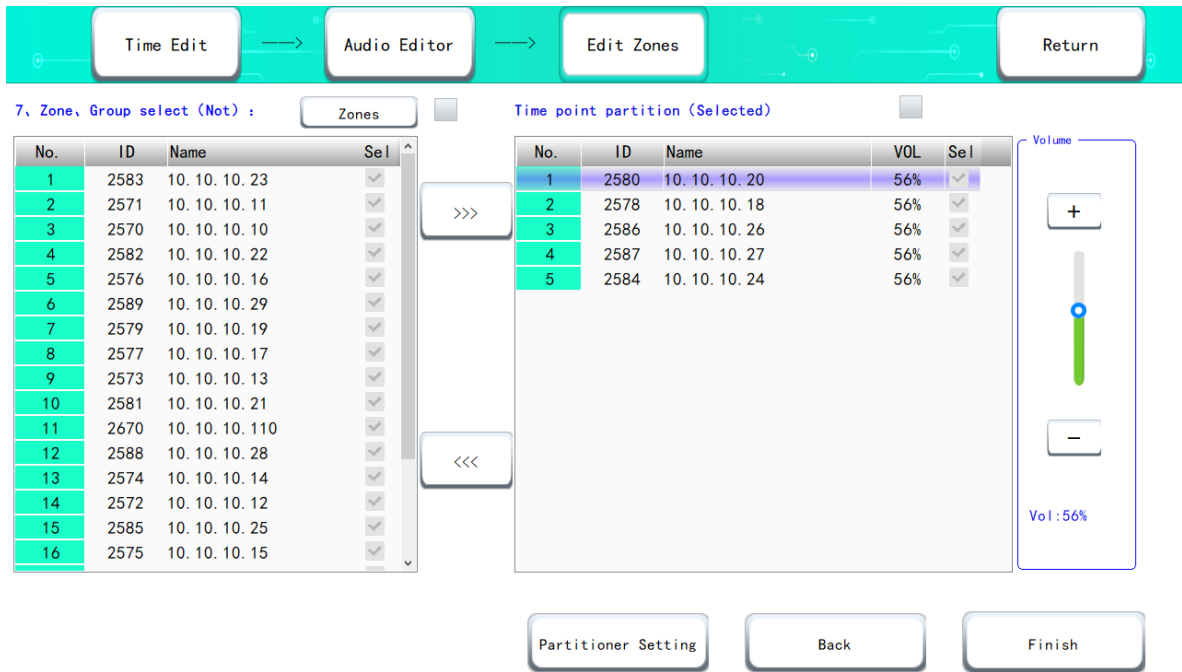 Time Edit ——> Audio Editor ——> Edit Zones Return
7、Zone、Group select (Not) : Zones Time point partition (Selected)
No. ID Name Sel No. ID Name VOL Sel Volume
1 2583 10.10.10.23 1 2580 10.10.10.20 56%
2 2571 10.10.10.11 >>> 2 2578 10.10.10.18 56% +
3 2570 10.10.10.10 3 2586 10.10.10.26 56%
4 2582 10.10.10.22 4 2587 10.10.10.27 56%
5 2576 10.10.10.16 5 2584 10.10.10.24 56%
6 2589 10.10.10.29
7 2579 10.10.10.19
8 2577 10.10.10.17
9 2573 10.10.10.13
10 2581 10.10.10.21
11 2670 10.10.10.110
12 2588 10.10.10.28 <<< —
13 2574 10.10.10.14
14 2572 10.10.10.12
15 2585 10.10.10.25 Vol:56%
16 2575 10.10.10.15
Partitioner Setting Back Finish